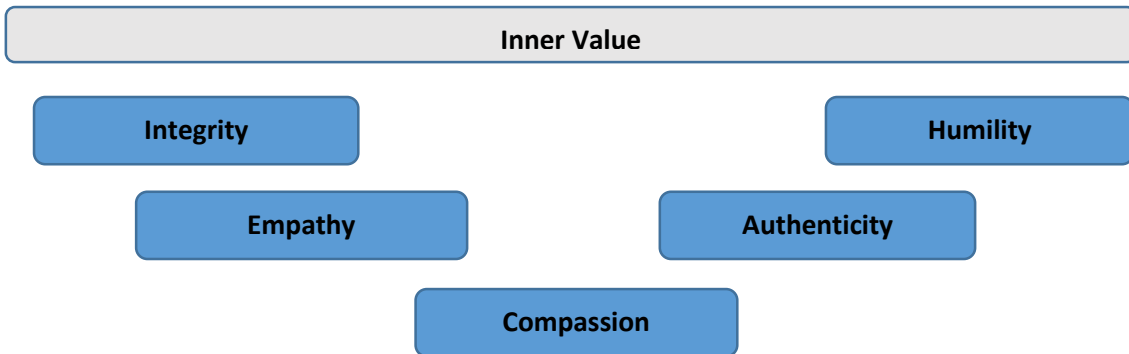 Inner Value
Integrity
Humility
Empathy
Authenticity
Compassion